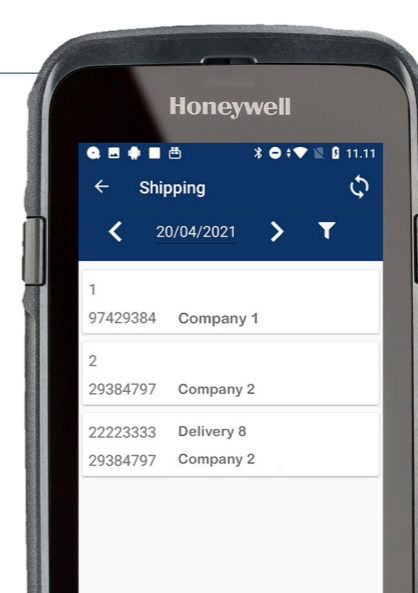 Honeywell
11.11
Shipping
20/04/2021
1
97429384 Company 1
2
29384797 Company 2
22223333 Delivery 8
29384797 Company 2